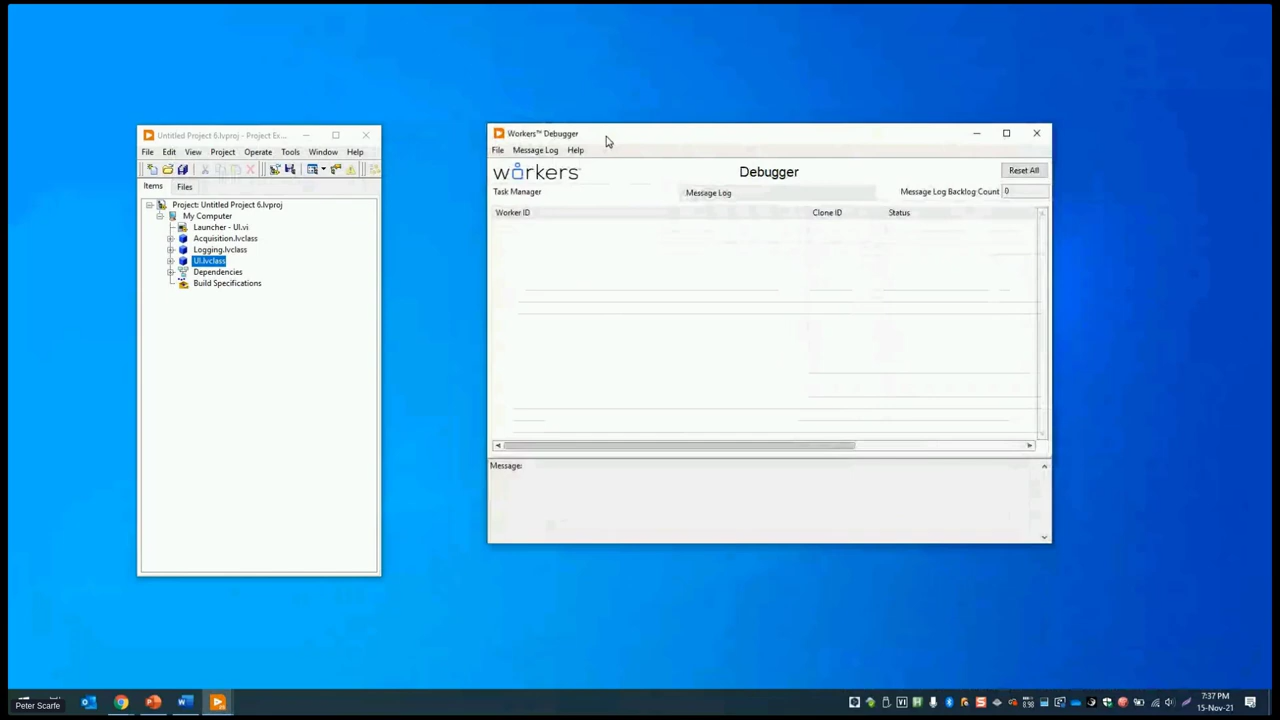 Untitled Project 6.lvproj - Project Ex...
File Edit View Project Operate Tools Window Help
Items Files
Project: Untitled Project 6.lvproj
My Computer
Launcher - UI.vi
Acquisition.lvclass
Logging.lvclass
UI.lvclass
Dependencies
Build Specifications
Workers™ Debugger
File Message Log Help
workers™
Debugger
Reset All
Task Manager
Message Log
Message Log Backlog Count 0
Worker ID Clone ID Status
Message:
Peter Scarfe
7:37 PM
15-Nov-21